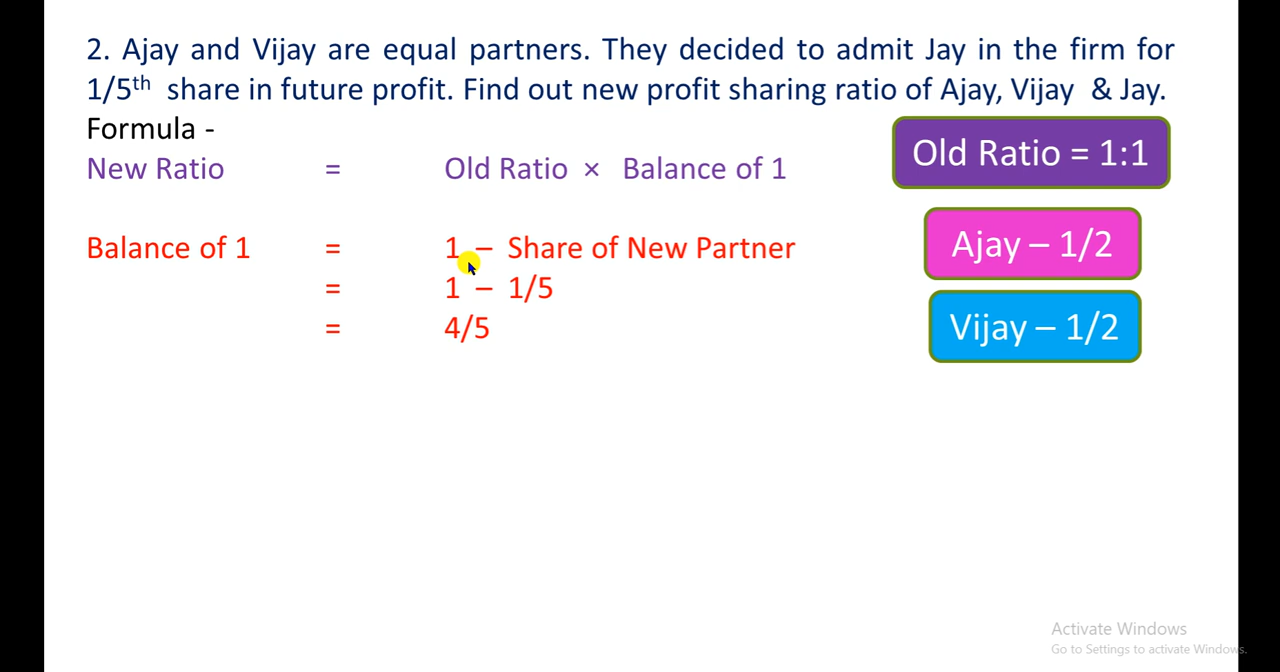 2. Ajay and Vijay are equal partners. They decided to admit Jay in the firm for
1/5th share in future profit. Find out new profit sharing ratio of Ajay, Vijay & Jay.
Formula -
Old Ratio = 1:1
New Ratio = Old Ratio × Balance of 1
Balance of 1 = 1 – Share of New Partner
Ajay – 1/2
= 1 – 1/5
= 4/5
Vijay – 1/2
Activate Windows
Go to Settings to activate Windows.